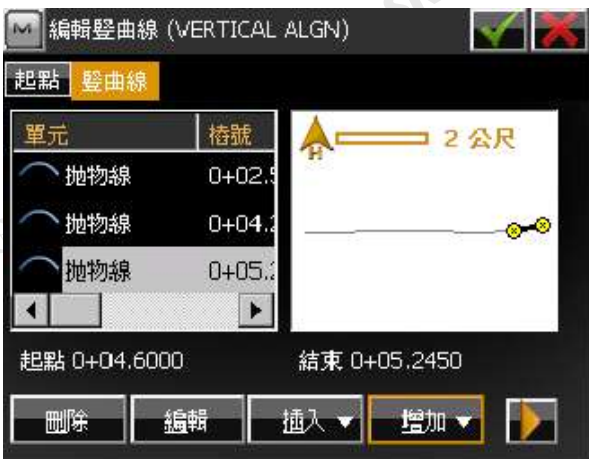 編輯豎曲線 (VERTICAL ALGN)
起點 豎曲線
單元 樁號
拋物線 0+02.5
拋物線 0+04.2
拋物線 0+05.2
H 2 公尺
起點 0+04.6000 結束 0+05.2450
刪除 編輯 插入 增加